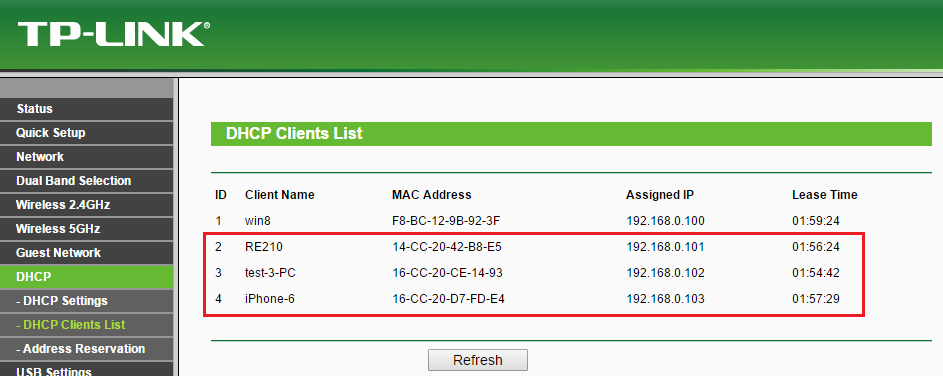 TP-LINK®
Status
Quick Setup
Network
Dual Band Selection
Wireless 2.4GHz
Wireless 5GHz
Guest Network
DHCP
- DHCP Settings
- DHCP Clients List
- Address Reservation
USB Settings
DHCP Clients List
ID Client Name MAC Address Assigned IP Lease Time
1 win8 F8-BC-12-9B-92-3F 192.168.0.100 01:59:24
2 RE210 14-CC-20-42-B8-E5 192.168.0.101 01:56:24
3 test-3-PC 16-CC-20-CE-14-93 192.168.0.102 01:54:42
4 iPhone-6 16-CC-20-D7-FD-E4 192.168.0.103 01:57:29
Refresh